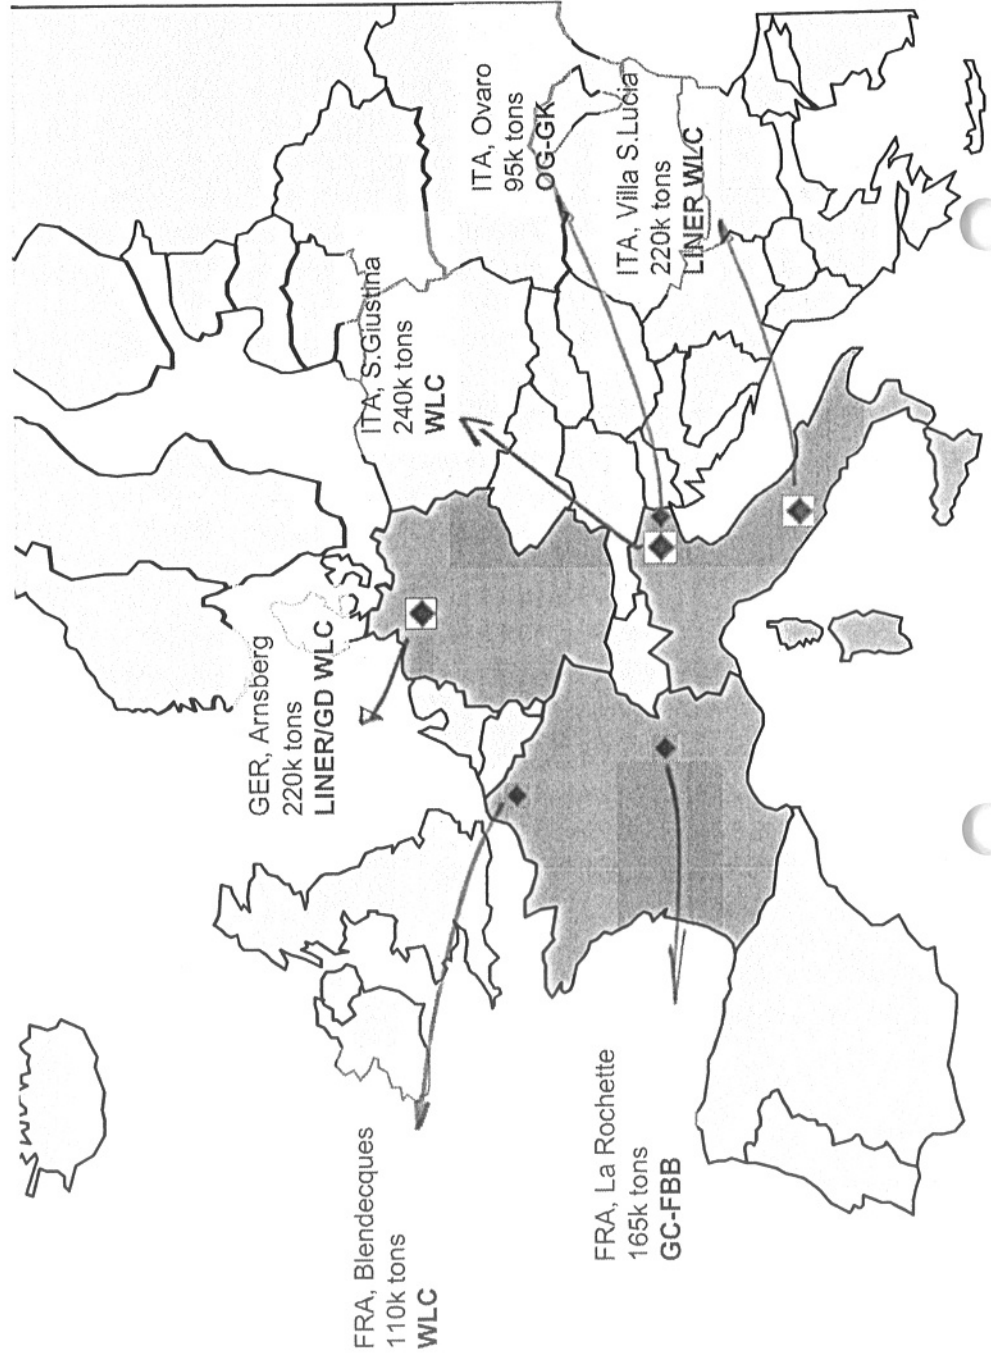 FRA, Blendecques
110k tons
WLC
FRA, La Rochette
165k tons
GC-FBB
GER, Arnsberg
220k tons
LINER/GD WLC
ITA, S.Giustina
240k tons
WLC
ITA, Ovaro
95k tons
OG-GK
ITA, Villa S.Lucia
220k tons
LINER WLC